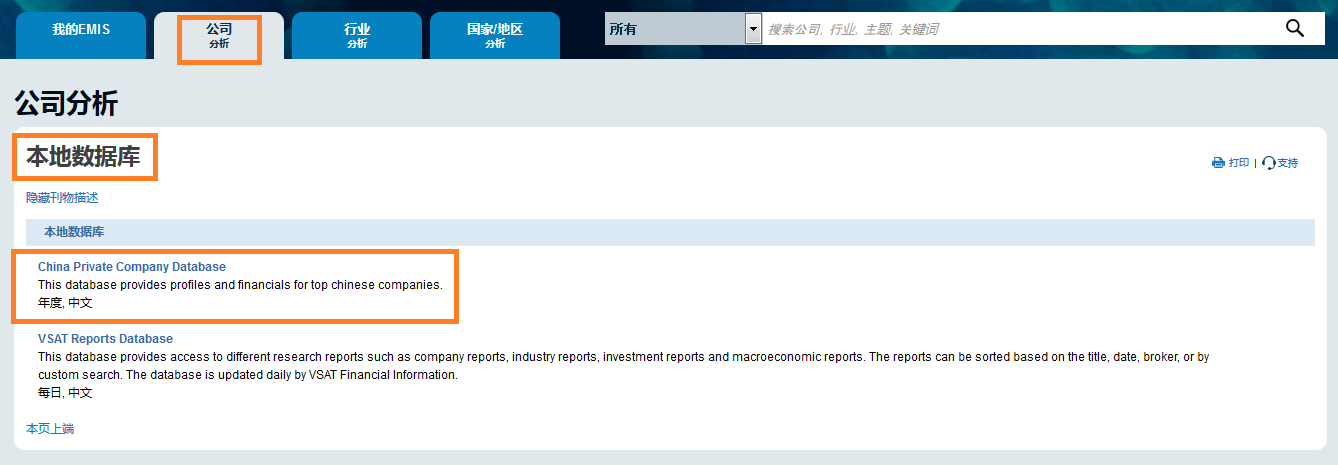 我的EMIS
公司
分析
行业
分析
国家/地区
分析
所有
搜索公司, 行业, 主题, 关键词
公司分析
本地数据库
打印 | 支持
隐藏刊物描述
本地数据库
China Private Company Database
This database provides profiles and financials for top chinese companies.
年度, 中文
VSAT Reports Database
This database provides access to different research reports such as company reports, industry reports, investment reports and macroeconomic reports. The reports can be sorted based on the title, date, broker, or by
custom search. The database is updated daily by VSAT Financial Information.
每日, 中文
本页上端